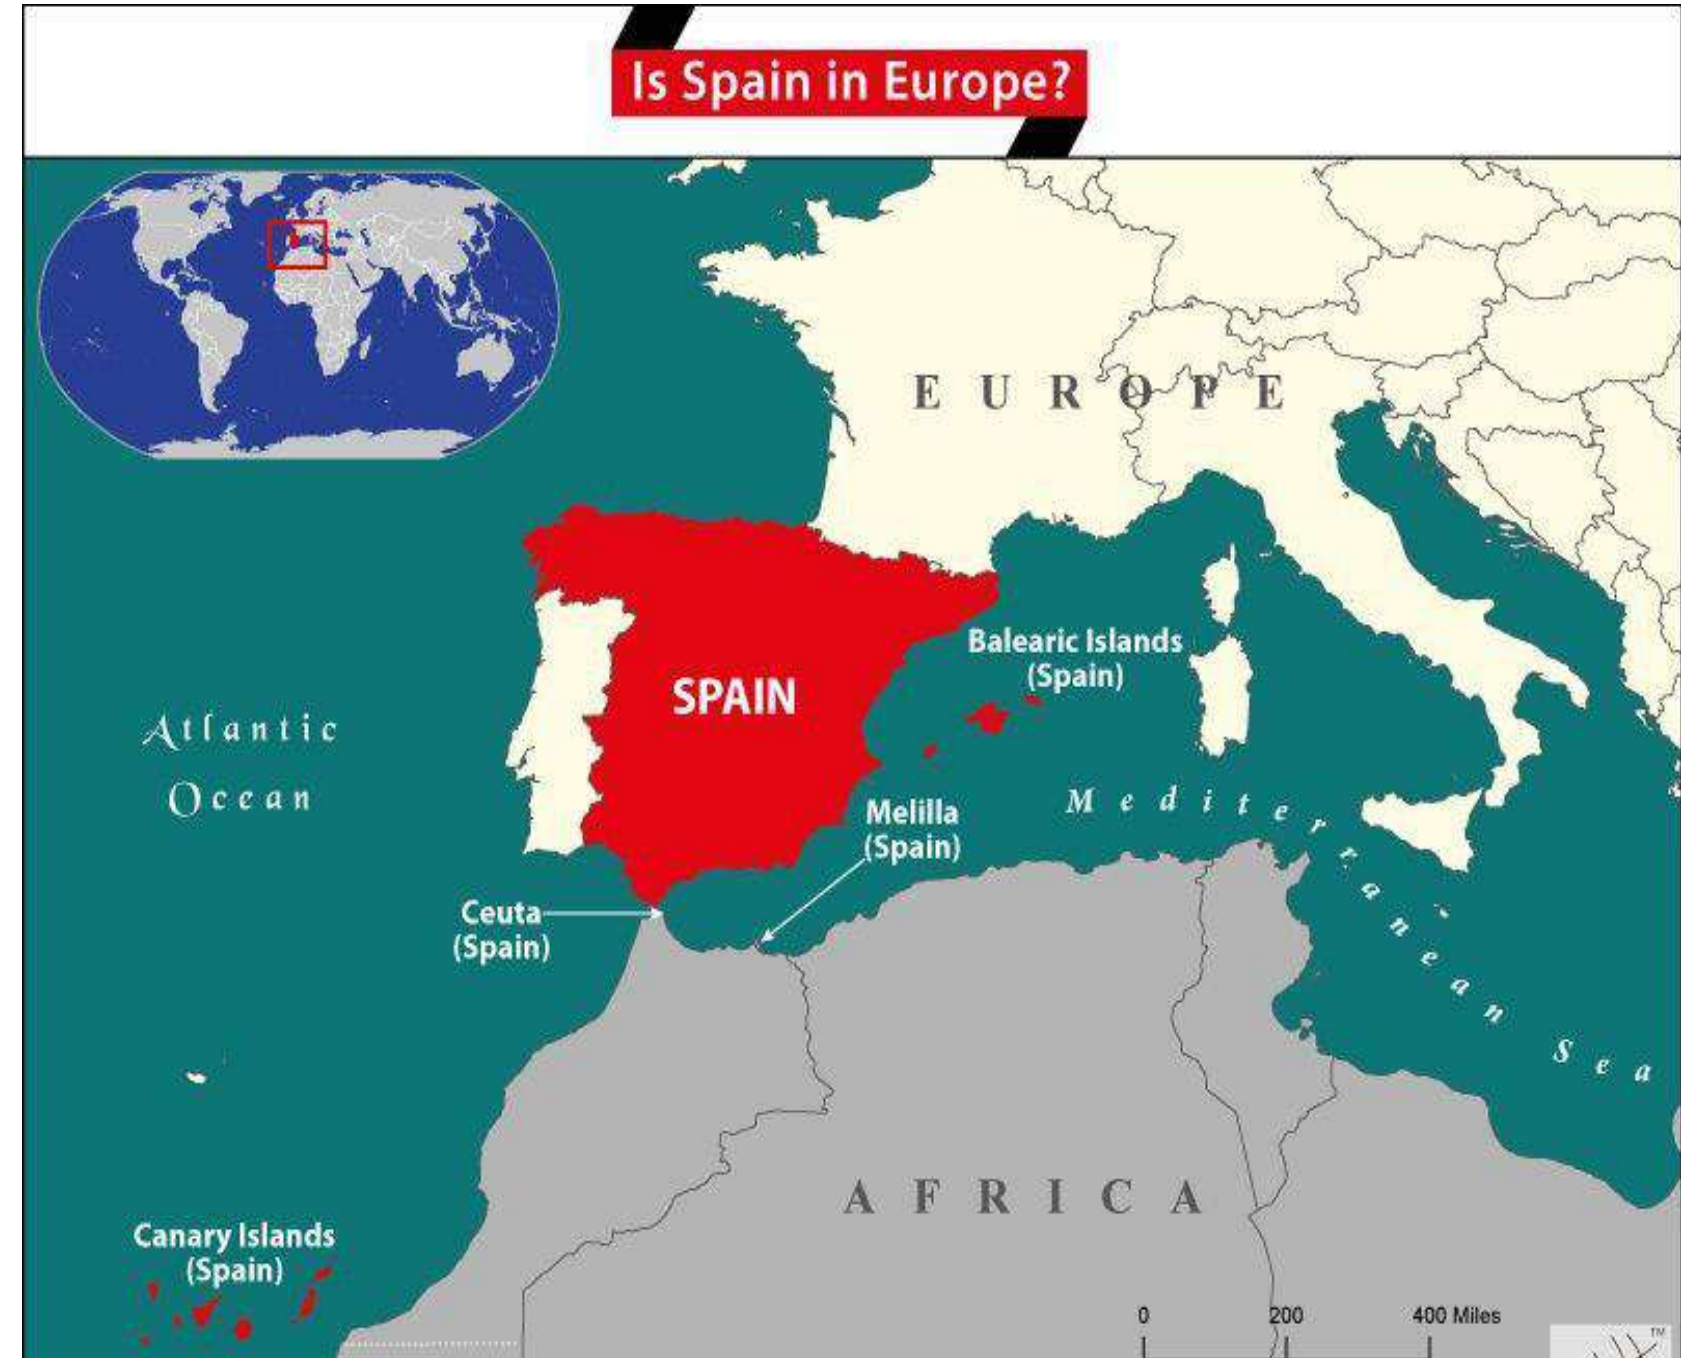 Is Spain in Europe?
EUROPE
Balearic Islands
(Spain)
SPAIN
Atlantic
Ocean
Mediterranean Sea
Melilla
(Spain)
Ceuta
(Spain)
AFRICA
Canary Islands
(Spain)
0 200 400 Miles
TM